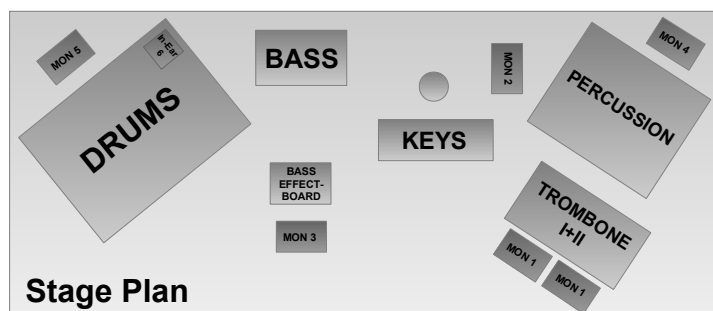 MON 5
In-Ear
6
DRUMS
BASS
MON 2
MON 4
PERCUSSION
KEYS
BASS
EFFECT-
BOARD
MON 3
TROMBONE
I+II
MON 1
MON 1
Stage Plan